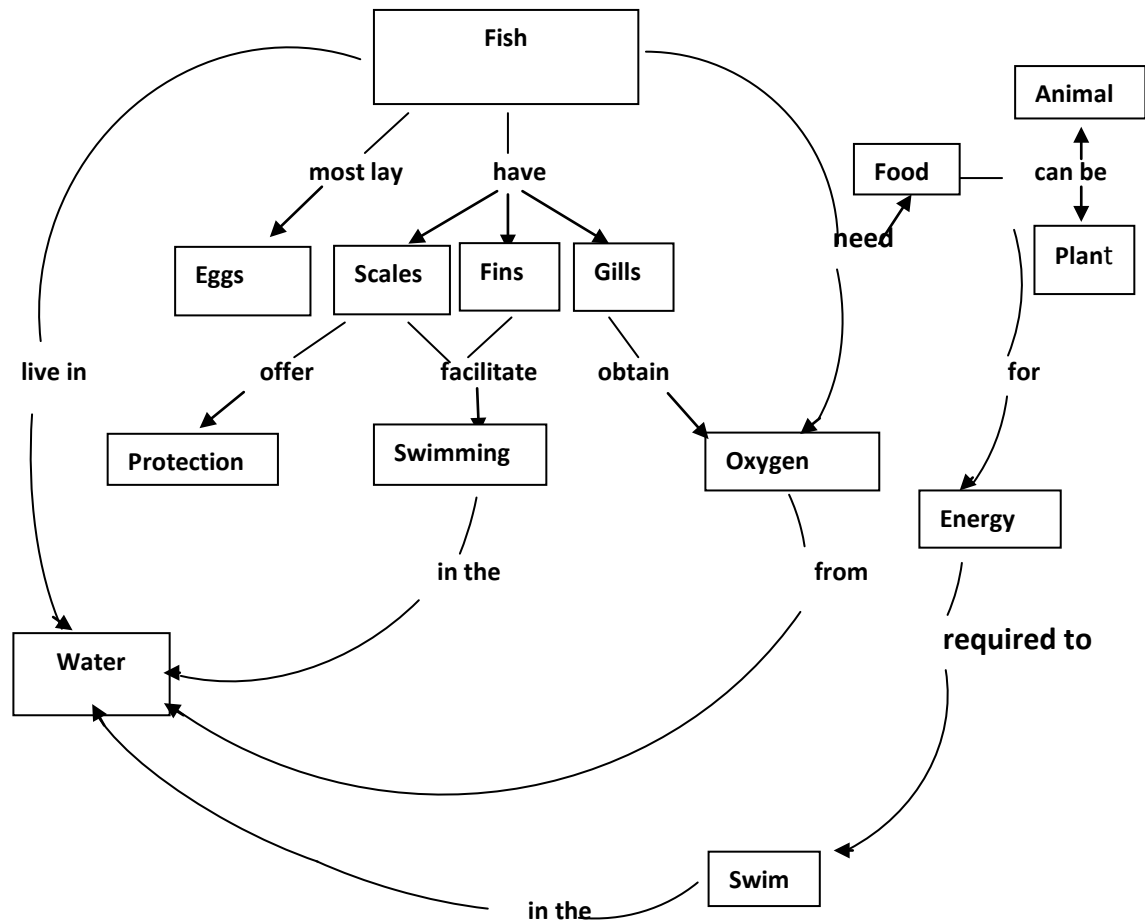 Fish
Animal
most lay
have
Food
can be
need
Eggs
Scales
Fins
Gills
Plant
live in
offer
facilitate
obtain
for
Protection
Swimming
Oxygen
Energy
in the
from
required to
Water
Swim
in the